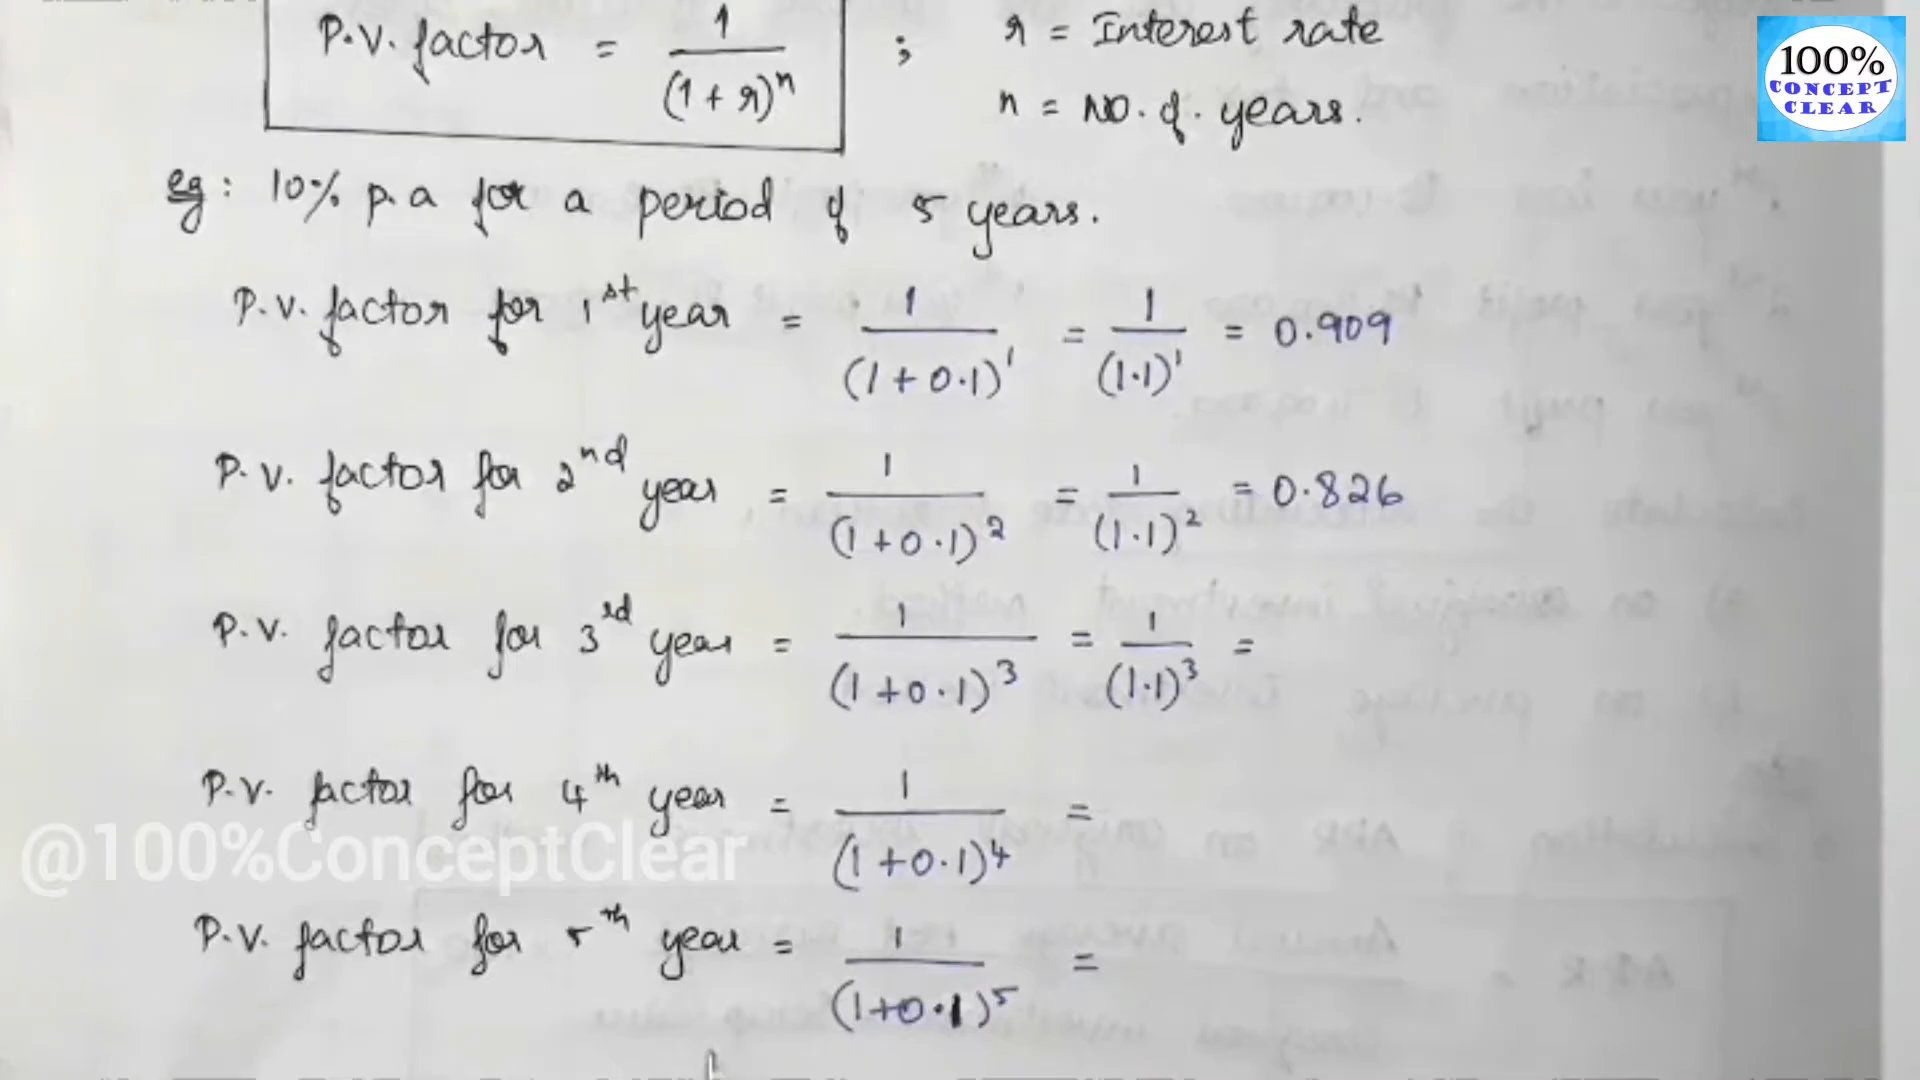 P.V. factor = 1/(1+r)^n ; r = Interest rate
n = NO. of. years.
100%
CONCEPT
CLEAR
eg: 10% p.a for a period of 5 years.
P.V. factor for 1st year = 1/(1+0.1)^1 = 1/(1.1)^1 = 0.909
P.V. factor for 2nd year = 1/(1+0.1)^2 = 1/(1.1)^2 = 0.826
P.V. factor for 3rd year = 1/(1+0.1)^3 = 1/(1.1)^3 =
P.V. factor for 4th year = 1/(1+0.1)^4 =
@100%ConceptClear
P.V. factor for 5th year = 1/(1+0.1)^5 =